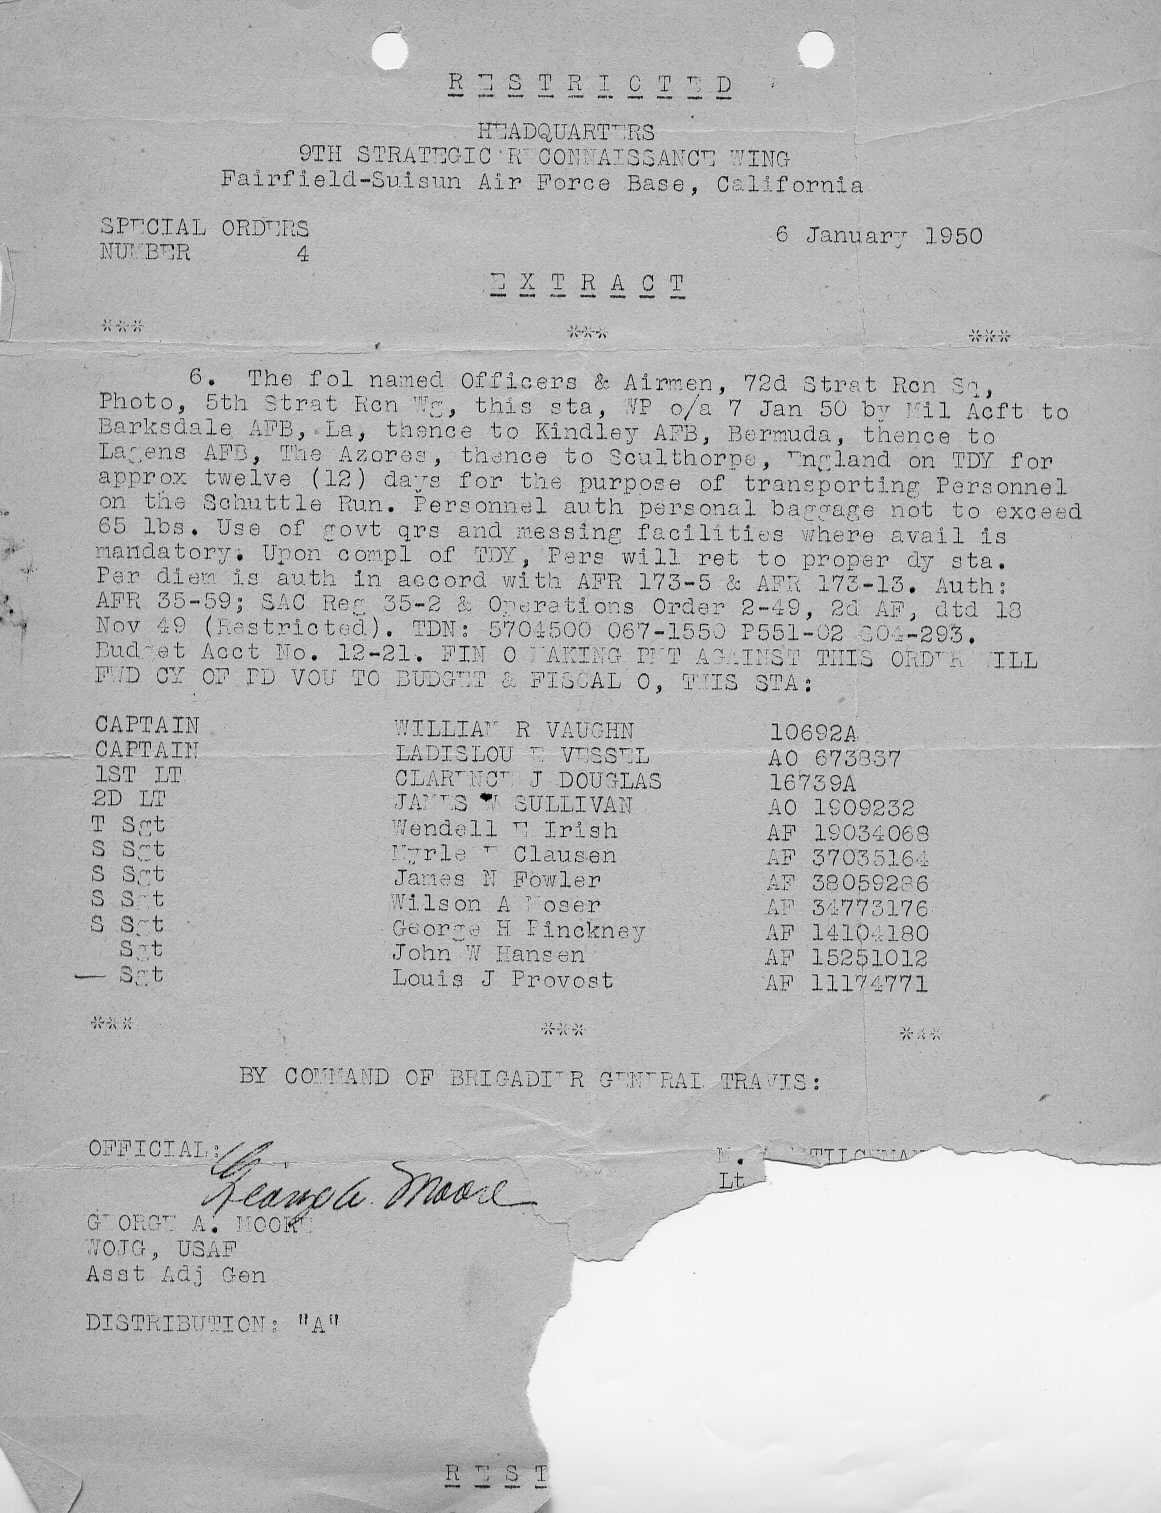 RESTRICTED
HEADQUARTERS
9TH STRATEGIC RECONNAISSANCE WING
Fairfield-Suisun Air Force Base, California
SPECIAL ORDERS
6 January 1950
NUMBER 4
EXTRACT
*** *** ***
6. The fol named Officers & Airmen, 72d Strat Rcn Sq,
Photo, 5th Strat Rcn Wg, this sta, WP o/a 7 Jan 50 by Mil Acft to
Barksdale AFB, La, thence to Kindley AFB, Bermuda, thence to
Lagens AFB, The Azores, thence to Sculthorpe, England on TDY for
approx twelve (12) days for the purpose of transporting Personnel
on the Schuttle Run. Personnel auth personal baggage not to exceed
65 lbs. Use of govt qrs and messing facilities where avail is
mandatory. Upon compl of TDY, Pers will ret to proper dy sta.
Per diem is auth in accord with AFR 173-5 & AFR 173-13. Auth:
AFR 35-59; SAC Reg 35-2 & Operations Order 2-49, 2d AF, dtd 18
Nov 49 (Restricted). TDN: 5704500 067-1550 P551-02 S04-293.
Budget Acct No. 12-21. FIN O MAKING PMT AGAINST THIS ORDER WILL
FWD CY OF PD VOU TO BUDGET & FISCAL O, THIS STA:
CAPTAIN WILLIAM R VAUGHN 10692A
CAPTAIN LADISLOU E VESSEL AO 673837
1ST LT CLARENCE J DOUGLAS 16739A
2D LT JAMES W SULLIVAN AO 1909232
T Sgt Wendell E Irish AF 19034068
S Sgt Myrle E Clausen AF 37035164
S Sgt James N Fowler AF 38059286
S Sgt Wilson A Moser AF 34773176
S Sgt George H Pinckney AF 14104180
Sgt John W Hansen AF 15251012
Sgt Louis J Provost AF 11174771
*** *** ***
BY COMMAND OF BRIGADIER GENERAL TRAVIS:
OFFICIAL:
George A. Moore
Lt
GEORGE A. MOORE
WOJG, USAF
Asst Adj Gen
DISTRIBUTION: "A"
REST